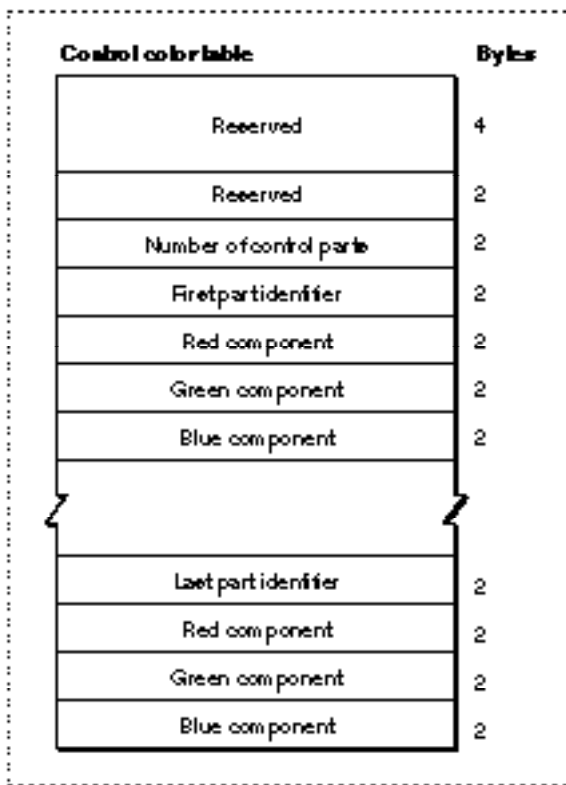 Control color table Bytes
Reserved 4
Reserved 2
Number of control parts 2
First part identifier 2
Red component 2
Green component 2
Blue component 2
Last part identifier 2
Red component 2
Green component 2
Blue component 2